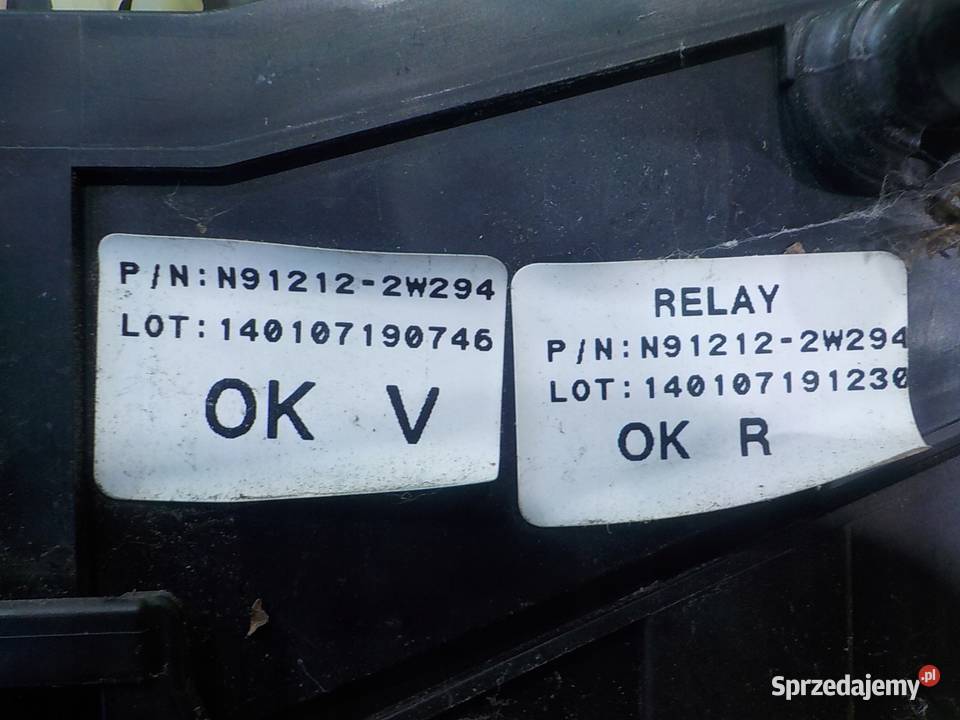 P/N:N91212-2W294
LOT:140107190746
OK V
RELAY
P/N:N91212-2W294
LOT:140107191230
OK R
Sprzedajemy.pl